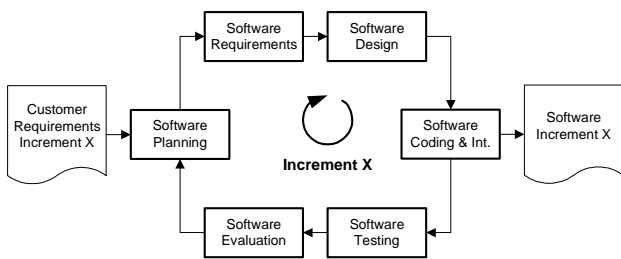 Software
Requirements
Software
Design
Customer
Requirements
Increment X
Software
Planning
Increment X
Software
Coding & Int.
Software
Increment X
Software
Evaluation
Software
Testing